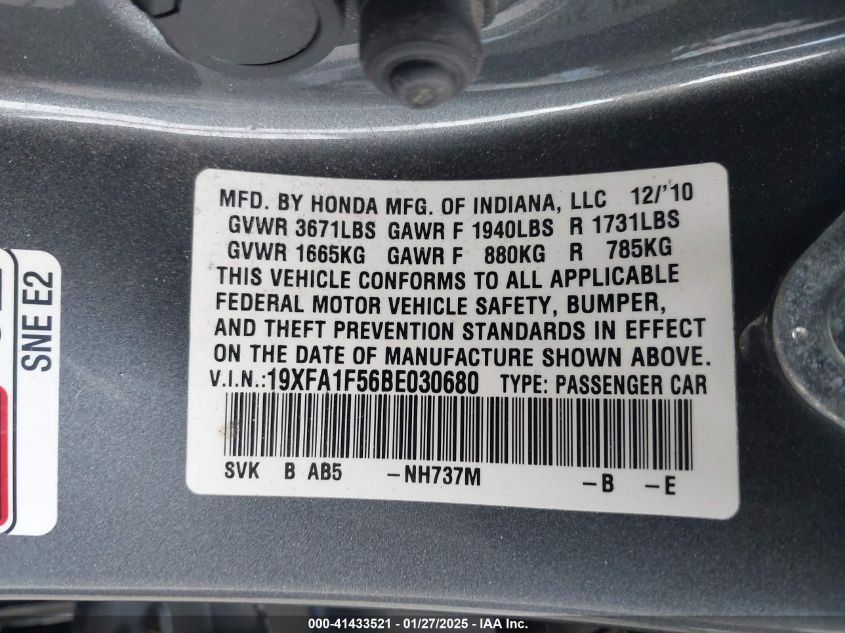 MFD. BY HONDA MFG. OF INDIANA, LLC 12/'10
GVWR 3671LBS GAWR F 1940LBS R 1731LBS
GVWR 1665KG GAWR F 880KG R 785KG
THIS VEHICLE CONFORMS TO ALL APPLICABLE
FEDERAL MOTOR VEHICLE SAFETY, BUMPER,
AND THEFT PREVENTION STANDARDS IN EFFECT
ON THE DATE OF MANUFACTURE SHOWN ABOVE.
V.I.N.:19XFA1F56BE030680 TYPE: PASSENGER CAR
SVK B AB5 -NH737M -B -E
SNE E2
000-41433521 - 01/27/2025 - IAA Inc.